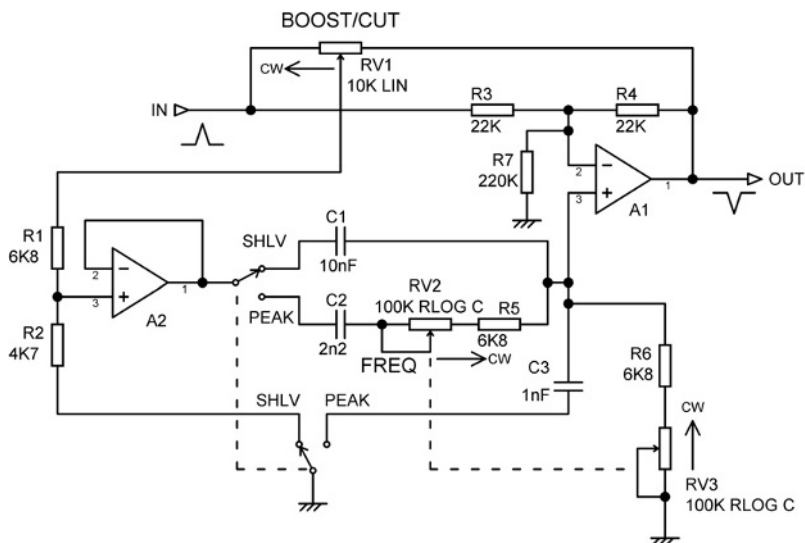 BOOST/CUT
CW
RV1
10K LIN
IN
R3
22K
R4
22K
R7
220K
2
3
1
A1
OUT
R1
6K8
R2
4K7
2
3
1
A2
SHLV
PEAK
C1
10nF
C2
2n2
RV2
100K RLOG C
FREQ
CW
R5
6K8
C3
1nF
R6
6K8
CW
RV3
100K RLOG C
SHLV
PEAK